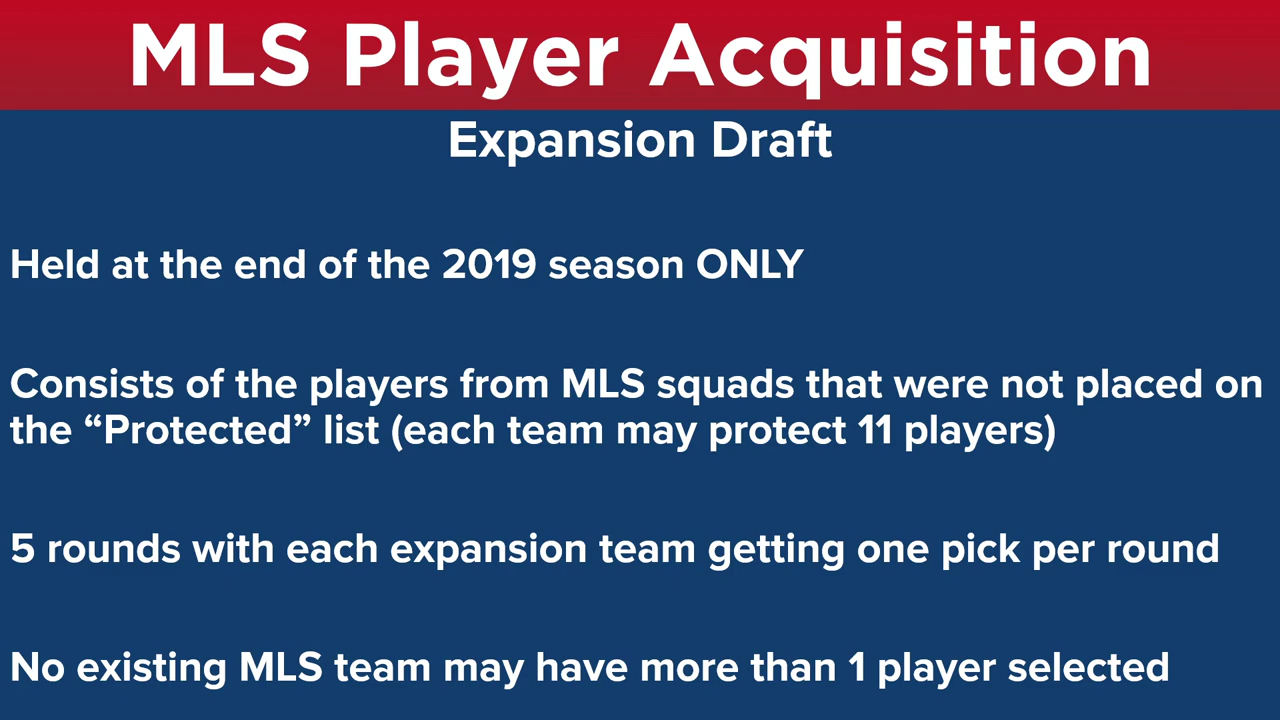 MLS Player Acquisition
Expansion Draft
Held at the end of the 2019 season ONLY
Consists of the players from MLS squads that were not placed on
the “Protected” list (each team may protect 11 players)
5 rounds with each expansion team getting one pick per round
No existing MLS team may have more than 1 player selected